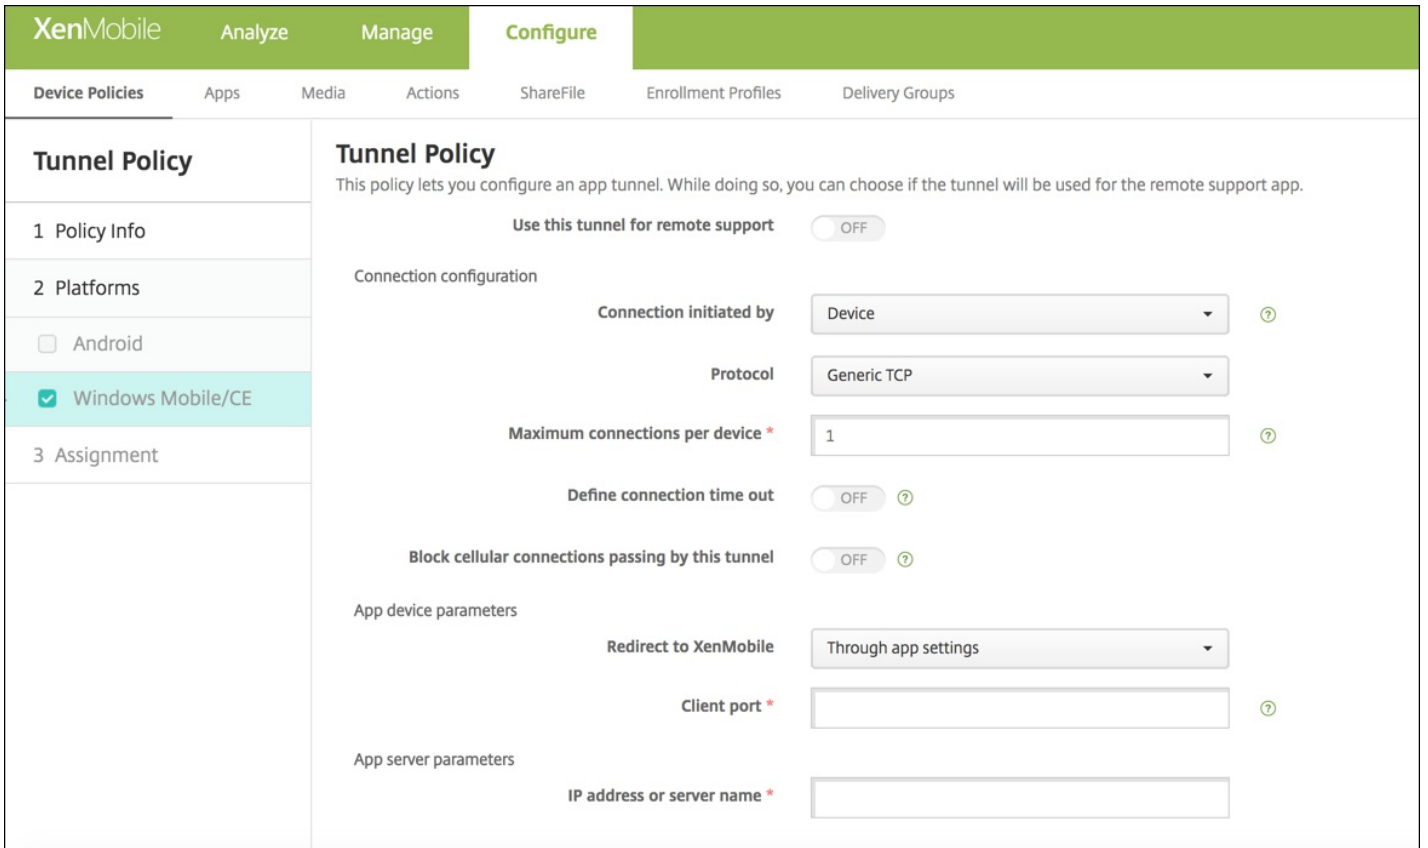 XenMobile Analyze Manage Configure
Device Policies Apps Media Actions ShareFile Enrollment Profiles Delivery Groups
Tunnel Policy
1 Policy Info
2 Platforms
Android
Windows Mobile/CE
3 Assignment
Tunnel Policy
This policy lets you configure an app tunnel. While doing so, you can choose if the tunnel will be used for the remote support app.
Use this tunnel for remote support OFF
Connection configuration
Connection initiated by Device ?
Protocol Generic TCP
Maximum connections per device * 1 ?
Define connection time out OFF ?
Block cellular connections passing by this tunnel OFF ?
App device parameters
Redirect to XenMobile Through app settings
Client port * ?
App server parameters
IP address or server name *